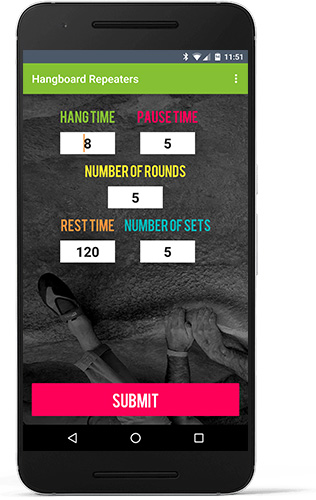 11:51
Hangboard Repeaters
HANG TIME PAUSE TIME
8 5
NUMBER OF ROUNDS
5
REST TIME NUMBER OF SETS
120 5
SUBMIT